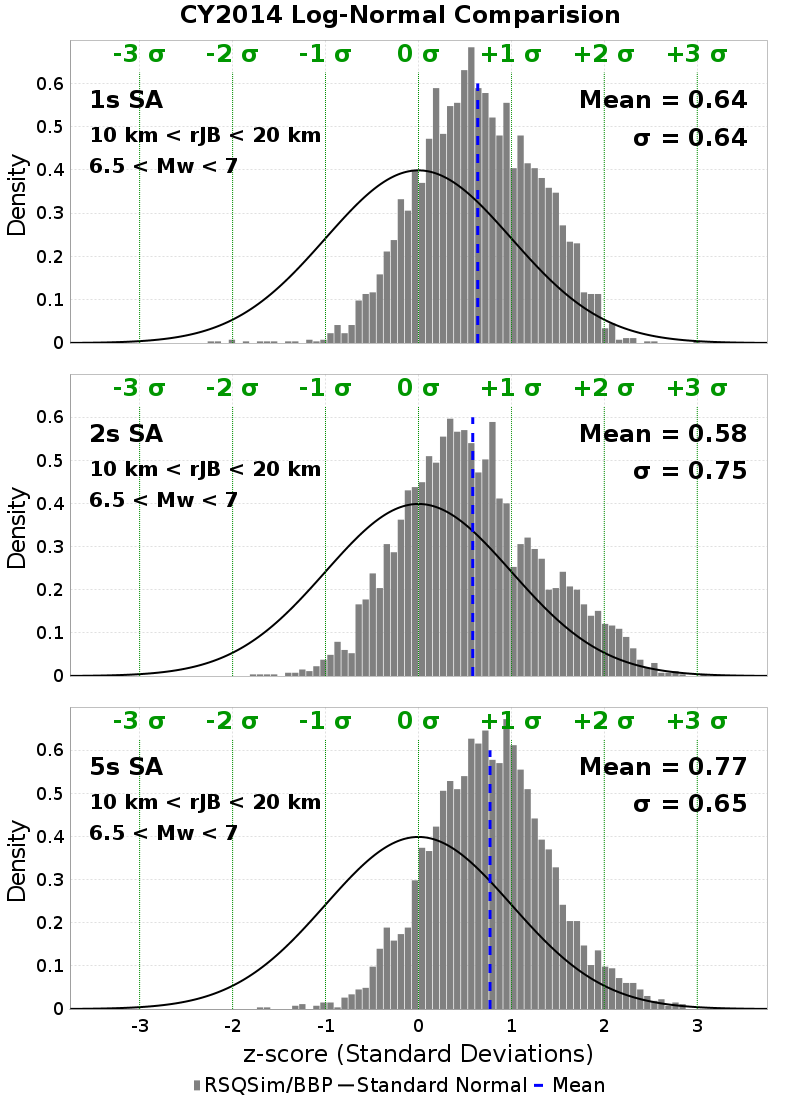 CY2014 Log-Normal Comparision
-3 σ -2 σ -1 σ 0 σ +1 σ +2 σ +3 σ
1s SA
10 km < rJB < 20 km
6.5 < Mw < 7
Mean = 0.64
σ = 0.64
Density
0.6
0.5
0.4
0.3
0.2
0.1
0
-3 σ -2 σ -1 σ 0 σ +1 σ +2 σ +3 σ
2s SA
10 km < rJB < 20 km
6.5 < Mw < 7
Mean = 0.58
σ = 0.75
Density
0.6
0.5
0.4
0.3
0.2
0.1
0
-3 σ -2 σ -1 σ 0 σ +1 σ +2 σ +3 σ
5s SA
10 km < rJB < 20 km
6.5 < Mw < 7
Mean = 0.77
σ = 0.65
Density
0.6
0.5
0.4
0.3
0.2
0.1
0
-3 -2 -1 0 1 2 3
z-score (Standard Deviations)
RSQSim/BBP Standard Normal Mean